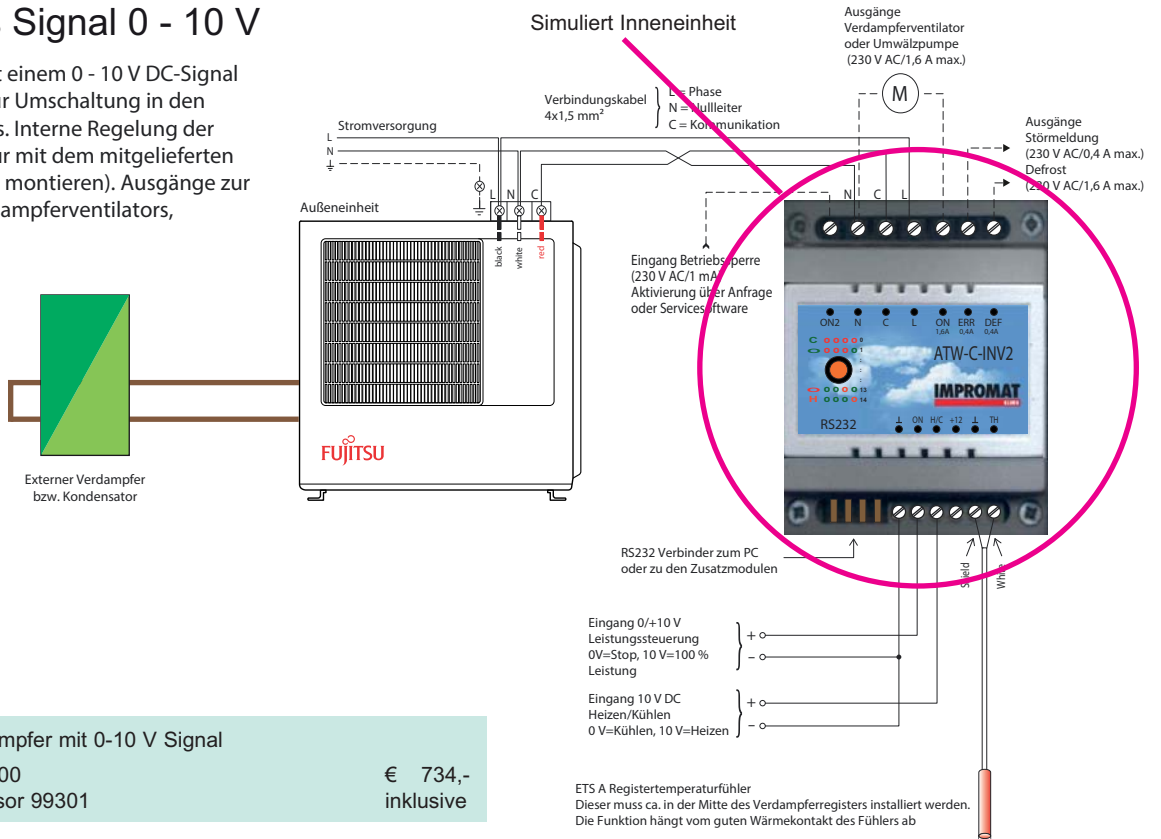 Signal 0 - 10 V
einem 0 - 10 V DC-Signal
Umschaltung in den
Interne Regelung der
mit dem mitgelieferten
montieren). Ausgänge zur
Simuliert Inneneinheit
Ausgänge
Verdampferventilator
oder Umwälzpumpe
(230 V AC/1,6 A max.)
M
Verbindungskabel
4x1,5 mm²
L = Phase
N = Nullleiter
C = Kommunikation
Ausgänge
Störmeldung
(230 V AC/0,4 A max.)
Defrost
(230 V AC/1,6 A max.)
Stromversorgung
L
N
L N C
Außeneinheit
black
white
red
N C L
Eingang Betriebssperre
(230 V AC/1 mA
Aktivierung über Anfrage
oder Servicesoftware
ON2 N C L ON ERR DEF
1,6A 0,4A 0,4A
C 0
1
13
H 14
ATW-C-INV2
IMPROMAT
KLIMA
RS232
⊥ ON H/C +12 ⊥ TH
FUJITSU
Externer Verdampfer
bzw. Kondensator
RS232 Verbinder zum PC
oder zu den Zusatzmodulen
Shield
White
Eingang 0/+10 V
Leistungssteuerung
0V=Stop, 10 V=100 %
Leistung
+
–
Eingang 10 V DC
Heizen/Kühlen
0 V=Kühlen, 10 V=Heizen
+
–
mit 0-10 V Signal
€ 734,-
99301 inklusive
ETS A Registertemperaturfühler
Dieser muss ca. in der Mitte des Verdampferregisters installiert werden.
Die Funktion hängt vom guten Wärmekontakt des Fühlers ab